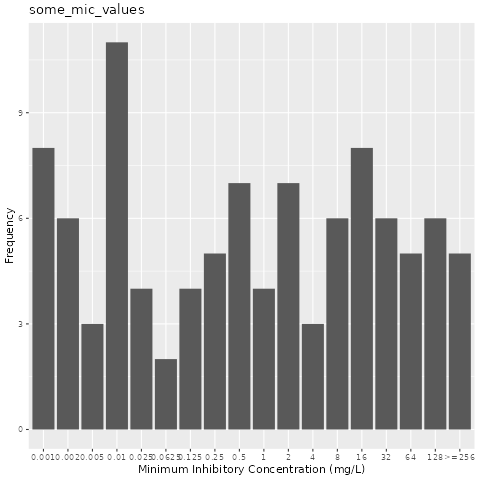 some_mic_values
Frequency
9
6
3
0
0.001 0.002 0.005 0.01 0.025 0.0625 0.125 0.25 0.5 1 2 4 8 16 32 64 128 >=256
Minimum Inhibitory Concentration (mg/L)